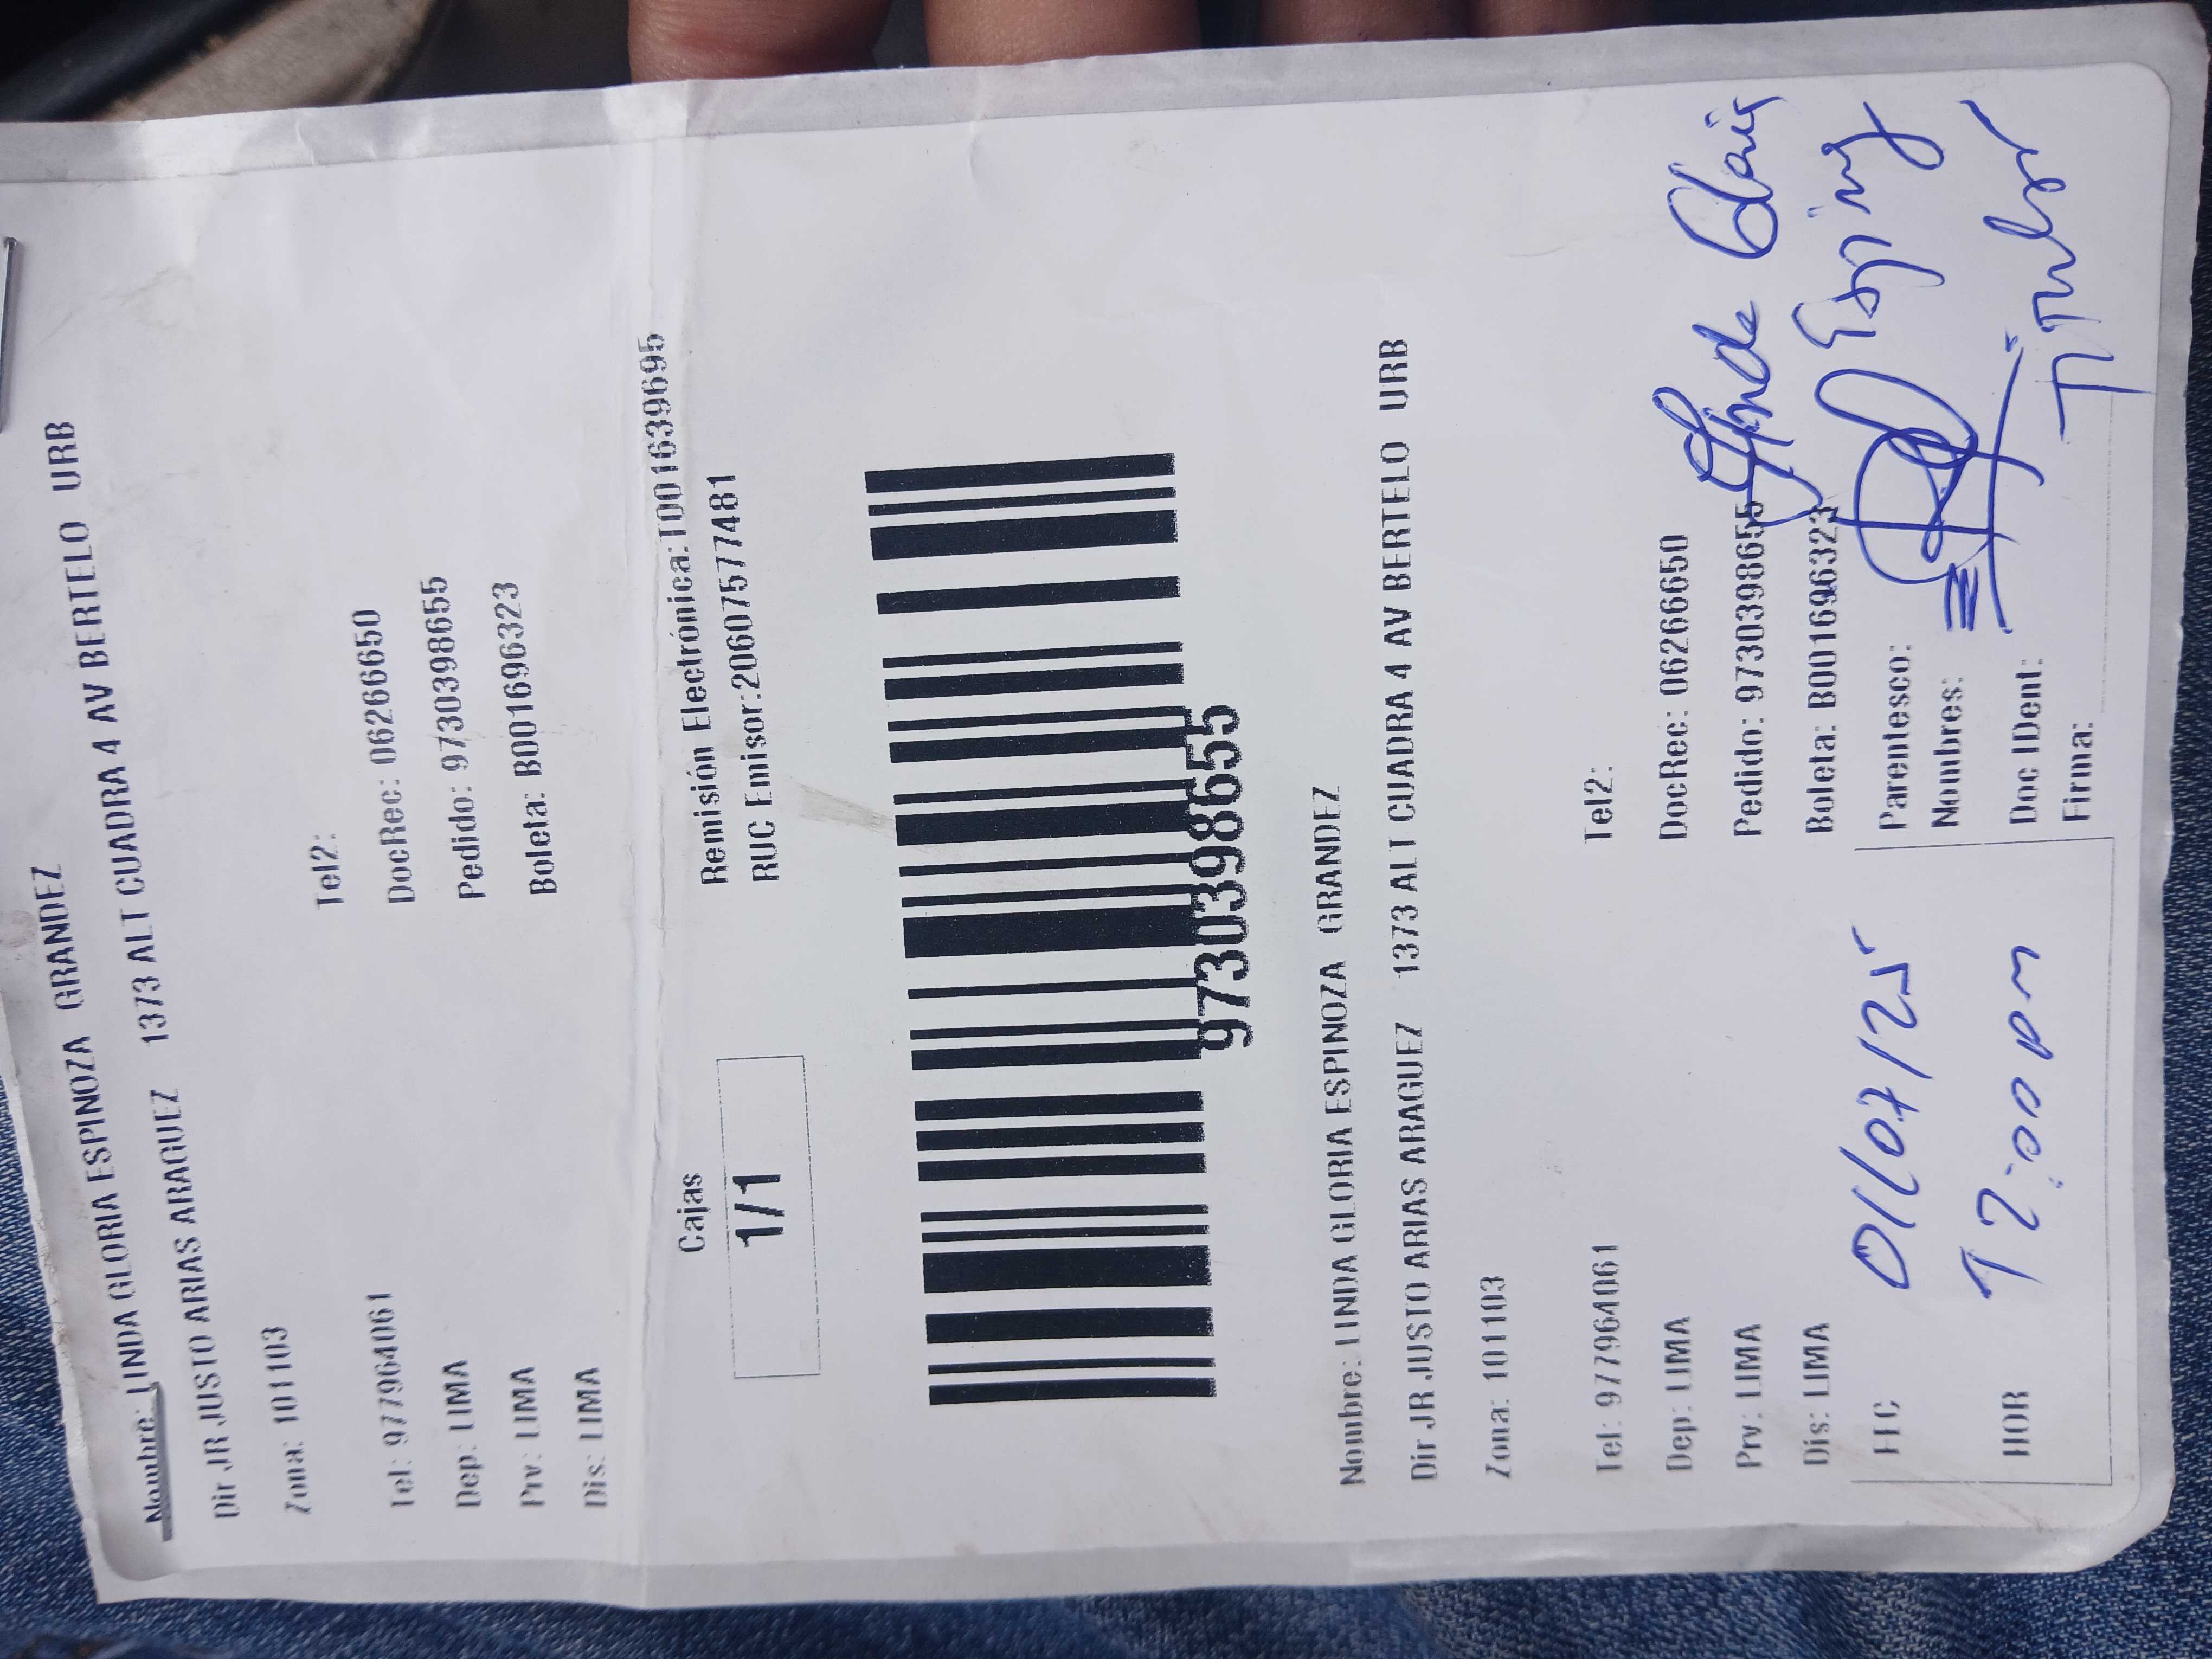 Nombre: LINDA GLORIA ESPINOZA GRANDEZ
Dir JR JUSTO ARIAS ARAGUEZ 1373 ALT CUADRA 4 AV BERTELO URB
Zona: 101103
Tel: 977964061 Tel2:
Dep: LIMA DocRec: 06266650
Prv: LIMA Pedido: 9730398655
Dis: LIMA Boleta: B00169696323
Cajas Remisión Electrónica:T001639695
1/1 RUC Emisor:20607577481
9730398655
Nombre: LINDA GLORIA ESPINOZA GRANDEZ
Dir JR JUSTO ARIAS ARAGUEZ 1373 ALT CUADRA 4 AV BERTELO URB
Zona: 101103
Tel: 977964061 Tel2:
Dep: LIMA DocRec: 06266650
Prv: LIMA Pedido: 9730398655
Dis: LIMA Boleta: B001696323
FEC 01/07/25 Parentesco:
Nombres:
HOR 12:00 pm Doc IDent:
Firma:
Titular